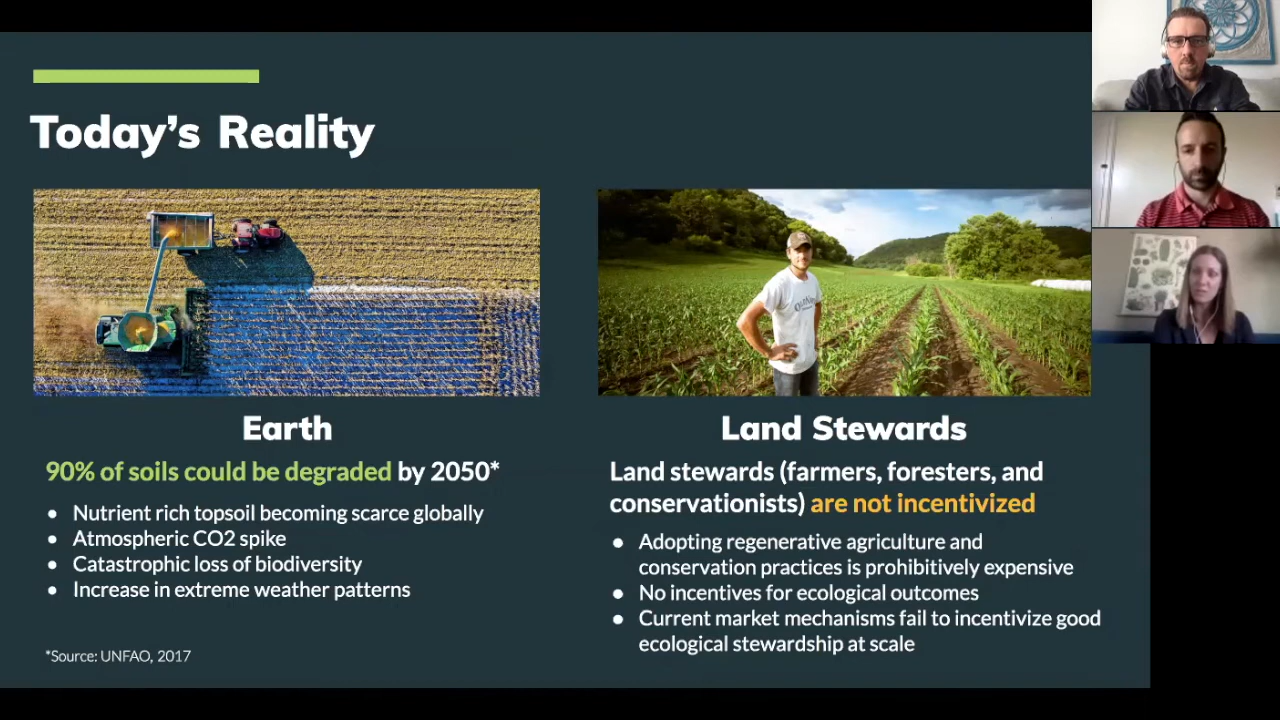 Today's Reality
Earth
90% of soils could be degraded by 2050*
● Nutrient rich topsoil becoming scarce globally
● Atmospheric CO2 spike
● Catastrophic loss of biodiversity
● Increase in extreme weather patterns
*Source: UNFAO, 2017
Land Stewards
Land stewards (farmers, foresters, and
conservationists) are not incentivized
● Adopting regenerative agriculture and
conservation practices is prohibitively expensive
● No incentives for ecological outcomes
● Current market mechanisms fail to incentivize good
ecological stewardship at scale